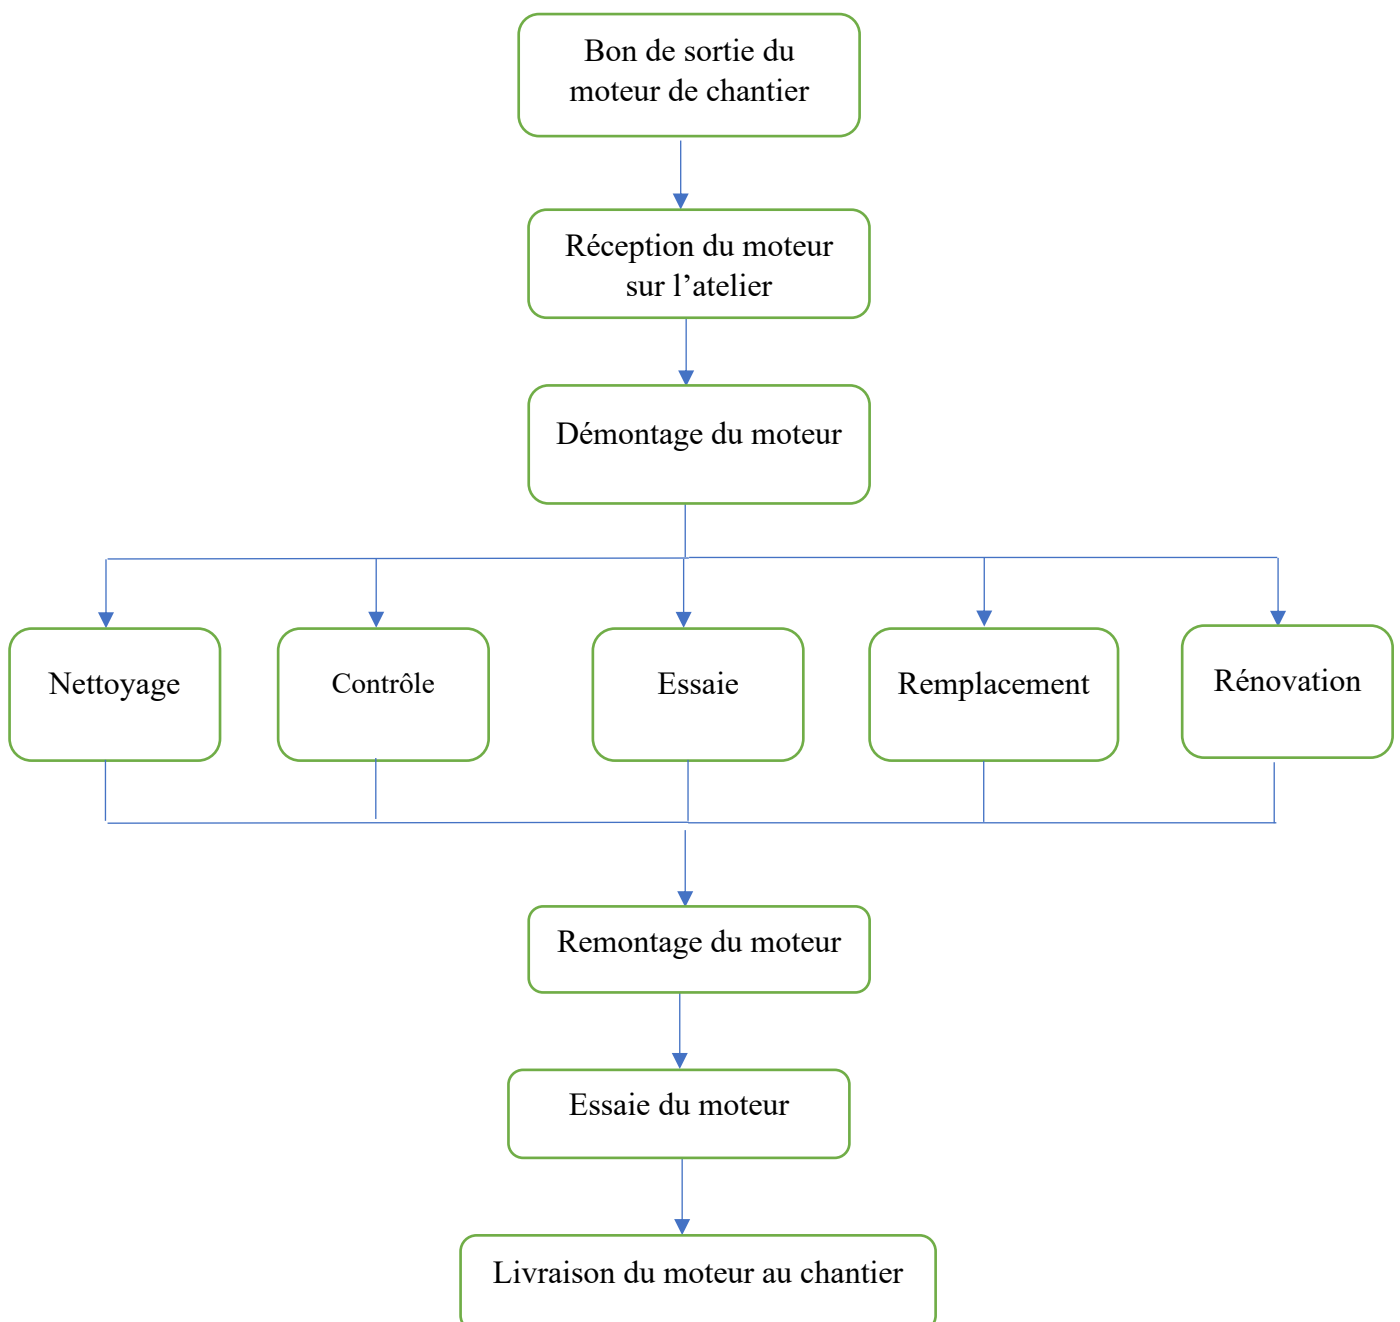 Bon de sortie du
moteur de chantier
Réception du moteur
sur l’atelier
Démontage du moteur
Nettoyage
Contrôle
Essaie
Remplacement
Rénovation
Remontage du moteur
Essaie du moteur
Livraison du moteur au chantier